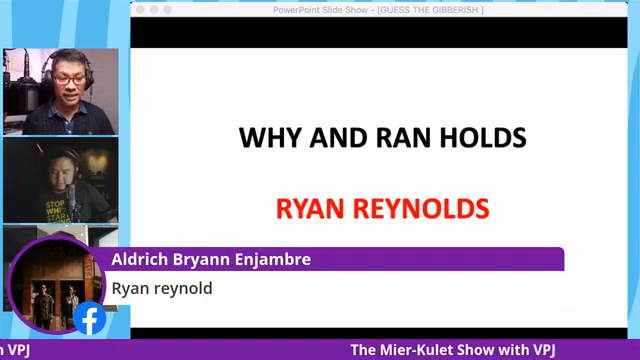 PowerPoint Slide Show - [GUESS THE GIBBERISH ]
WHY AND RAN HOLDS
RYAN REYNOLDS
STOP
Aldrich Bryann Enjambre
Ryan reynold
h VPJ
The Mier-Kulet Show with VPJ